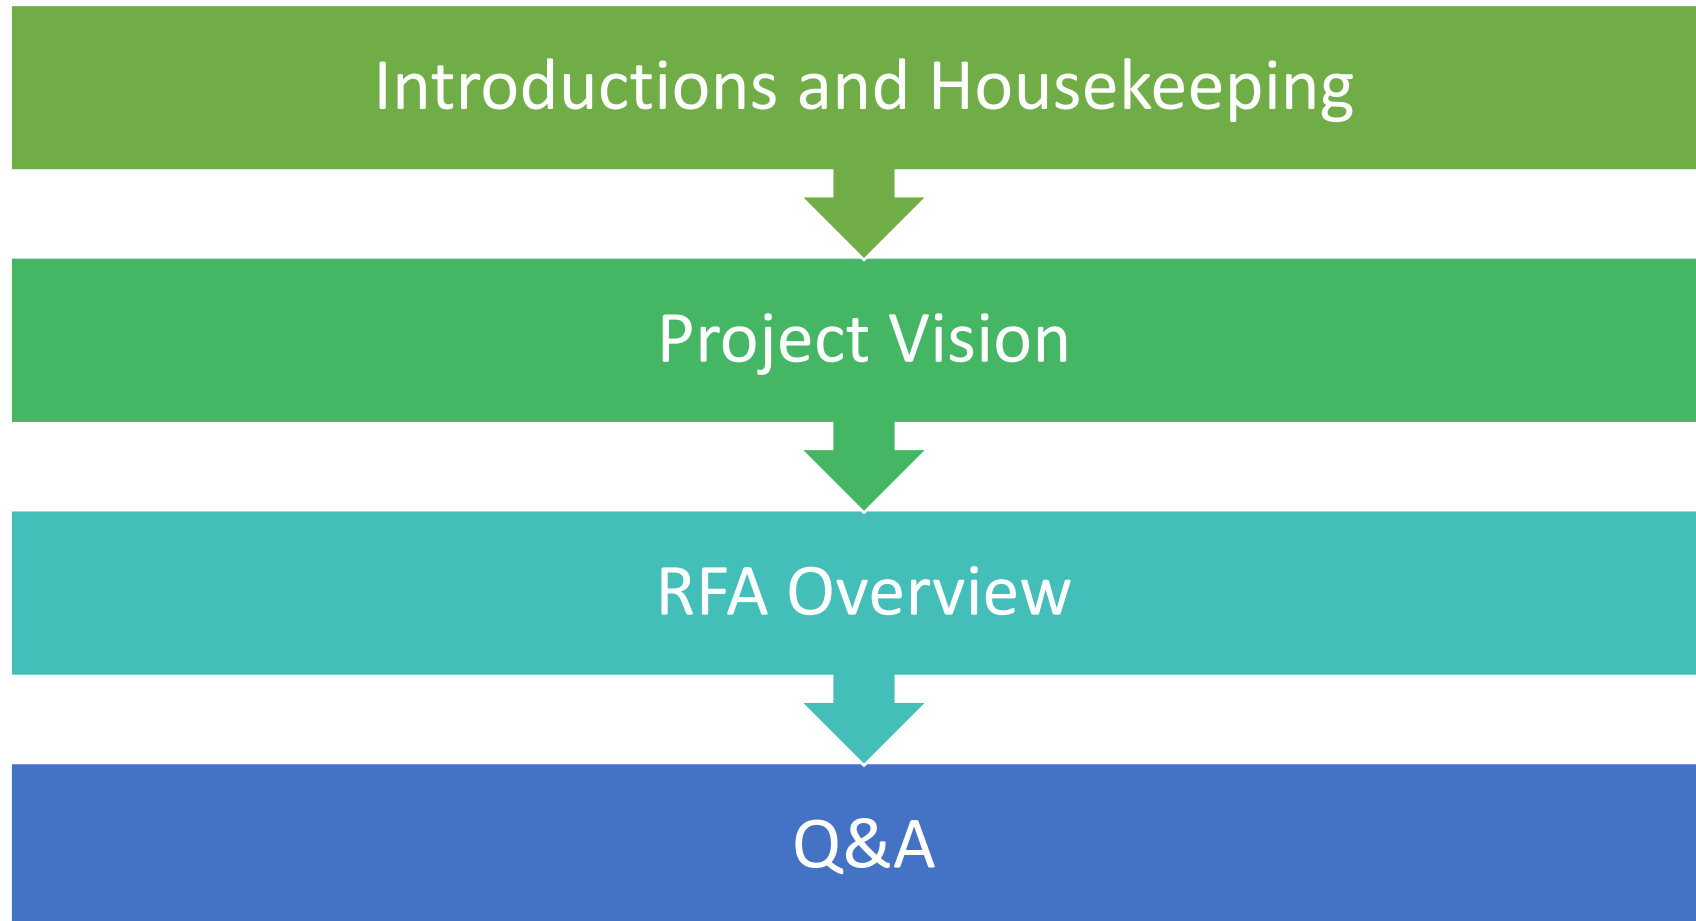 Introductions and Housekeeping
Project Vision
RFA Overview
Q&A